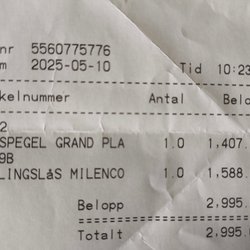 nr 5560775776
m 2025-05-10 Tid 10:23
kelnummer Antal Belo
2
SPEGEL GRAND PLA 1.0 1,407.
9B
LINGSLåS MILENCO 1.0 1,588.
Belopp 2,995.
Totalt 2,995.